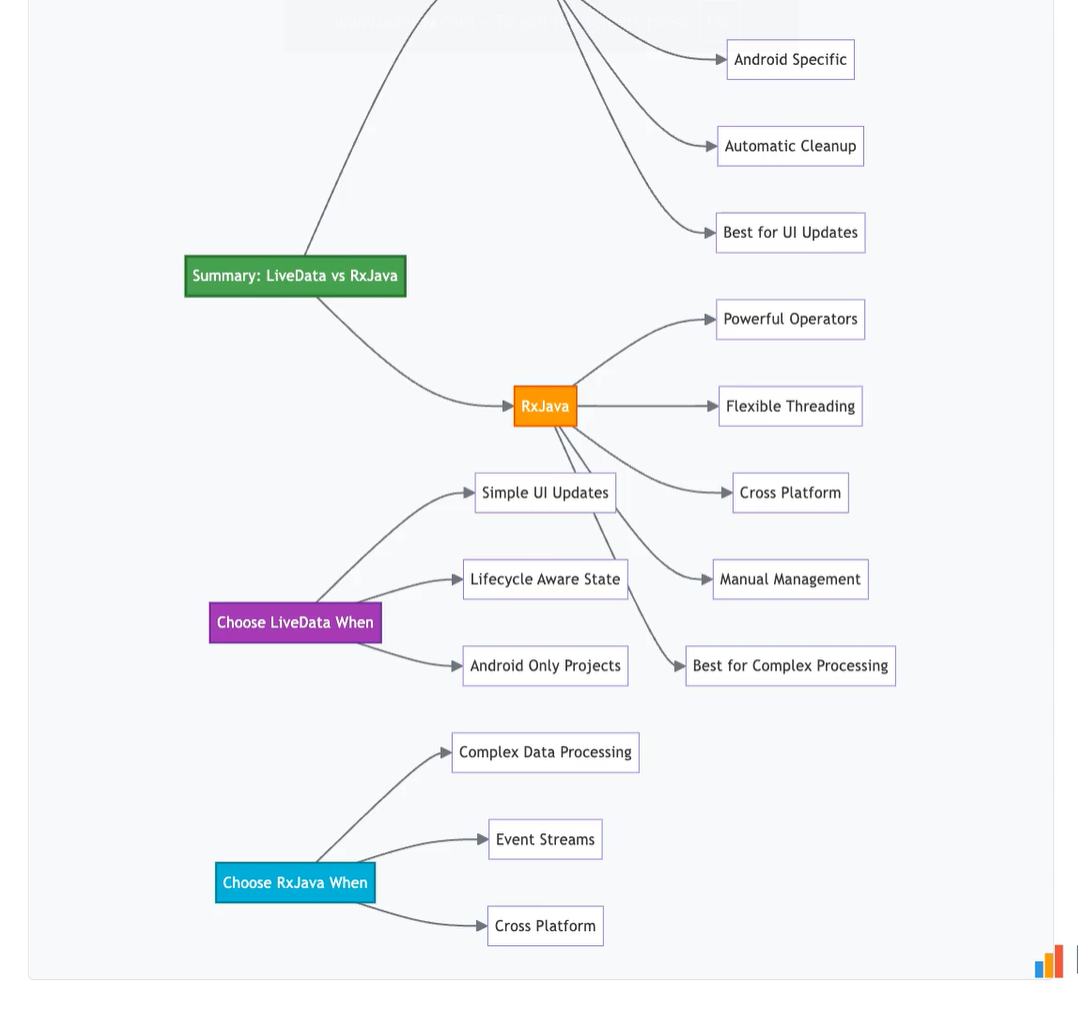 Android Specific
Automatic Cleanup
Best for UI Updates
Summary: LiveData vs RxJava
Powerful Operators
RxJava
Flexible Threading
Simple UI Updates
Cross Platform
Lifecycle Aware State
Manual Management
Choose LiveData When
Android Only Projects
Best for Complex Processing
Complex Data Processing
Event Streams
Choose RxJava When
Cross Platform